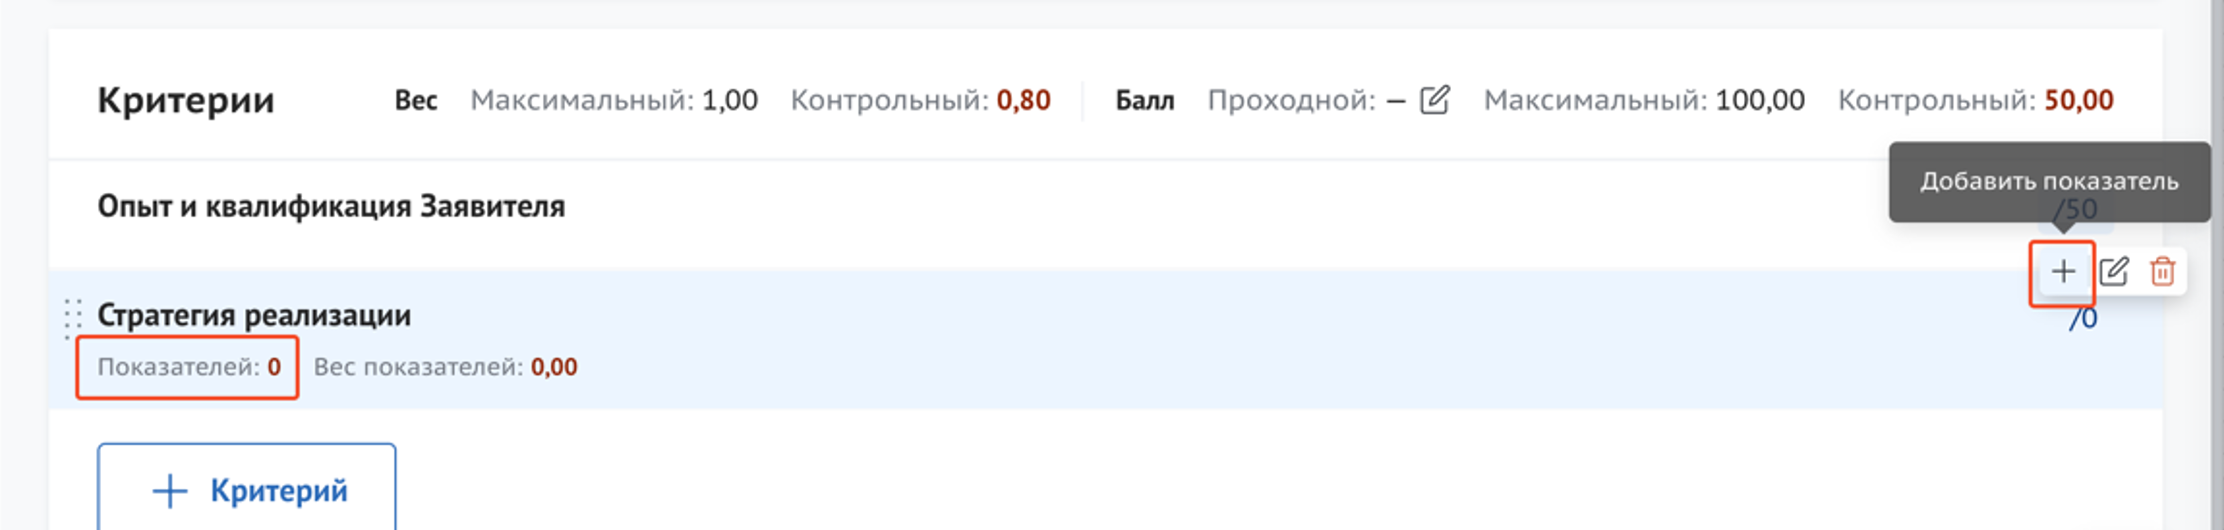 Критерии Вес Максимальный: 1,00 Контрольный: 0,80 Балл Проходной: — Максимальный: 100,00 Контрольный: 50,00
Добавить показатель
Опыт и квалификация Заявителя /50
Стратегия реализации /0
Показателей: 0 Вес показателей: 0,00
+ Критерий